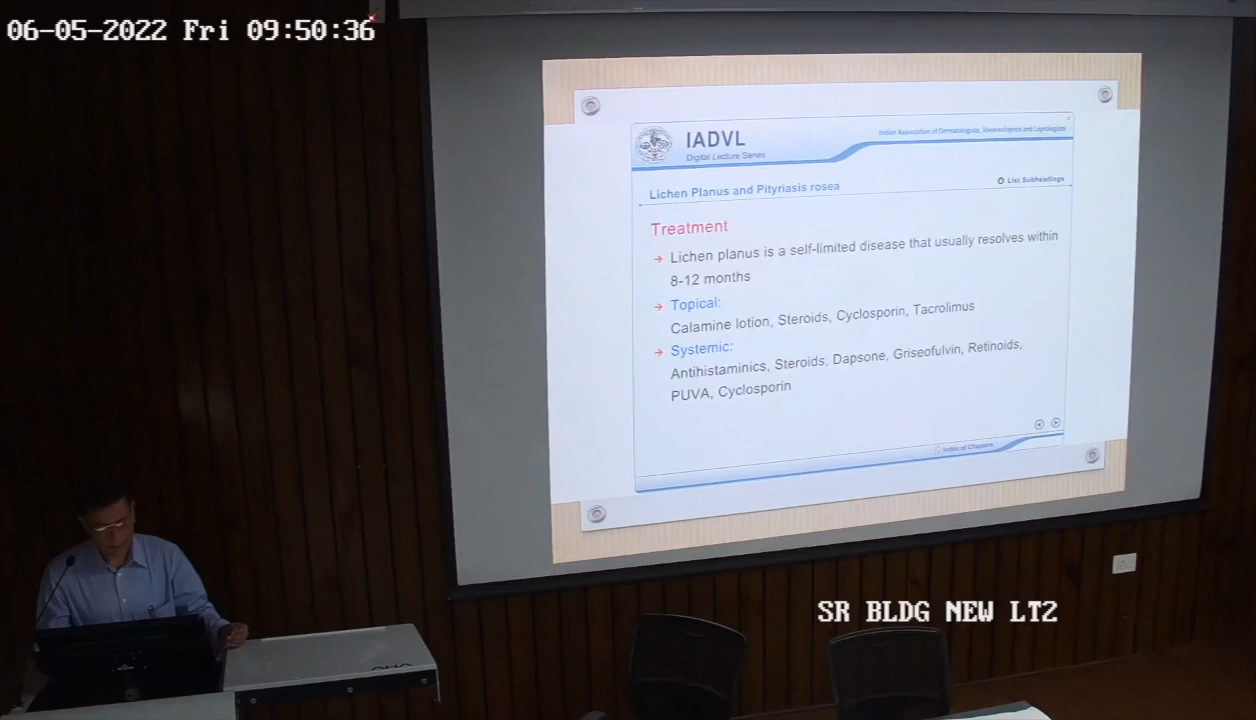 06-05-2022 Fri 09:50:36
IADVL
Digital Lecture Series
Indian Association of Dermatologists, Venereologists and Leprologists
Lichen Planus and Pityriasis rosea
List Subheadings
Treatment
Lichen planus is a self-limited disease that usually resolves within
8-12 months
Topical:
Calamine lotion, Steroids, Cyclosporin, Tacrolimus
Systemic:
Antihistaminics, Steroids, Dapsone, Griseofulvin, Retinoids,
PUVA, Cyclosporin
Index of Chapters
SR BLDG NEW LT2